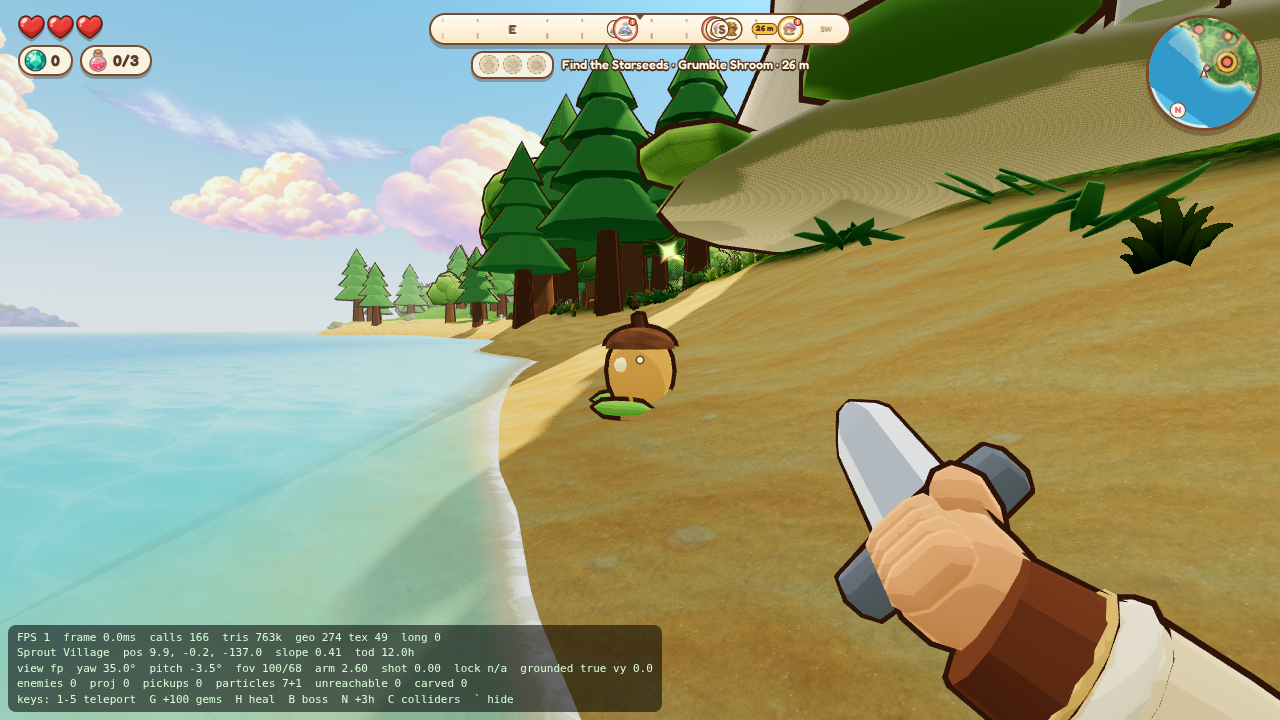 E
S
26 m
SW
0
0/3
Find the Starseeds · Grumble Shroom · 26 m
N
FPS 1 frame 0.0ms calls 166 tris 763k geo 274 tex 49 long 0
Sprout Village pos 9.9, -0.2, -137.0 slope 0.41 tod 12.0h
view fp yaw 35.0° pitch -3.5° fov 100/68 arm 2.60 shot 0.00 lock n/a grounded true vy 0.0
enemies 0 proj 0 pickups 0 particles 7+1 unreachable 0 carved 0
keys: 1-5 teleport G +100 gems H heal B boss N +3h C colliders ` hide